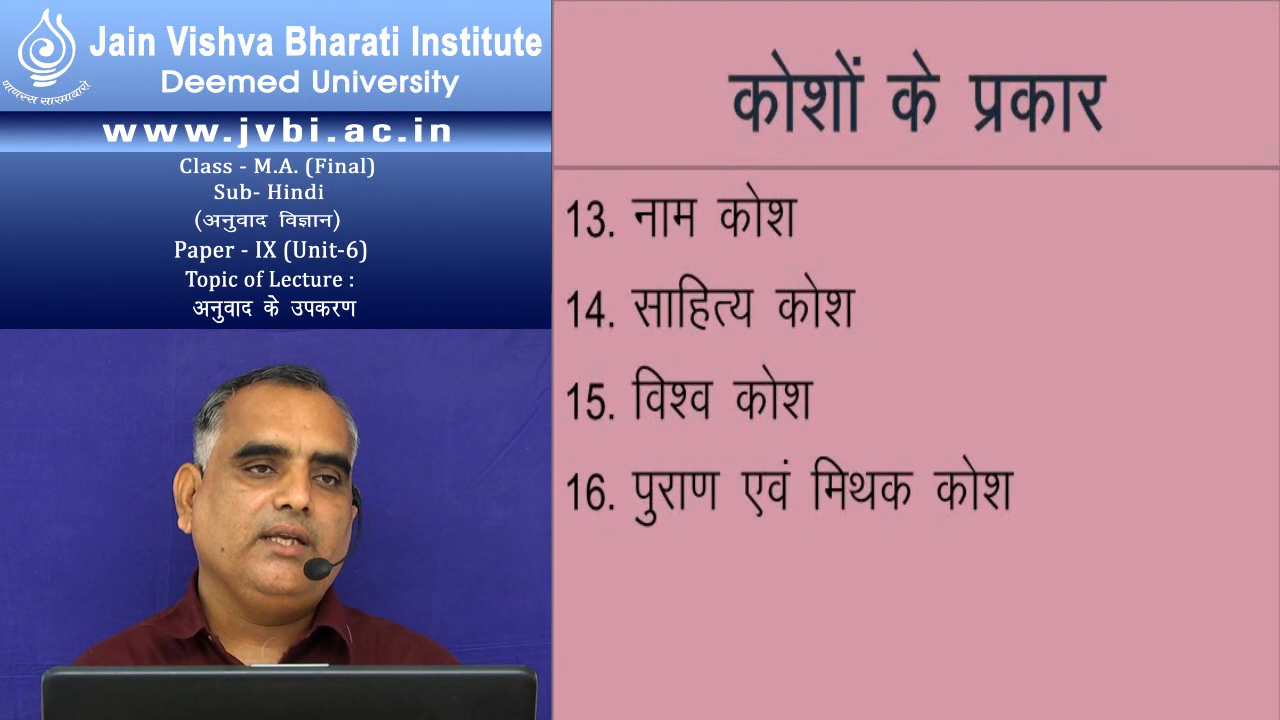 Jain Vishva Bharati Institute
Deemed University
www.jvbi.ac.in
Class - M.A. (Final)
Sub- Hindi
(अनुवाद विज्ञान)
Paper - IX (Unit-6)
Topic of Lecture :
अनुवाद के उपकरण
कोशों के प्रकार
13. नाम कोश
14. साहित्य कोश
15. विश्व कोश
16. पुराण एवं मिथक कोश